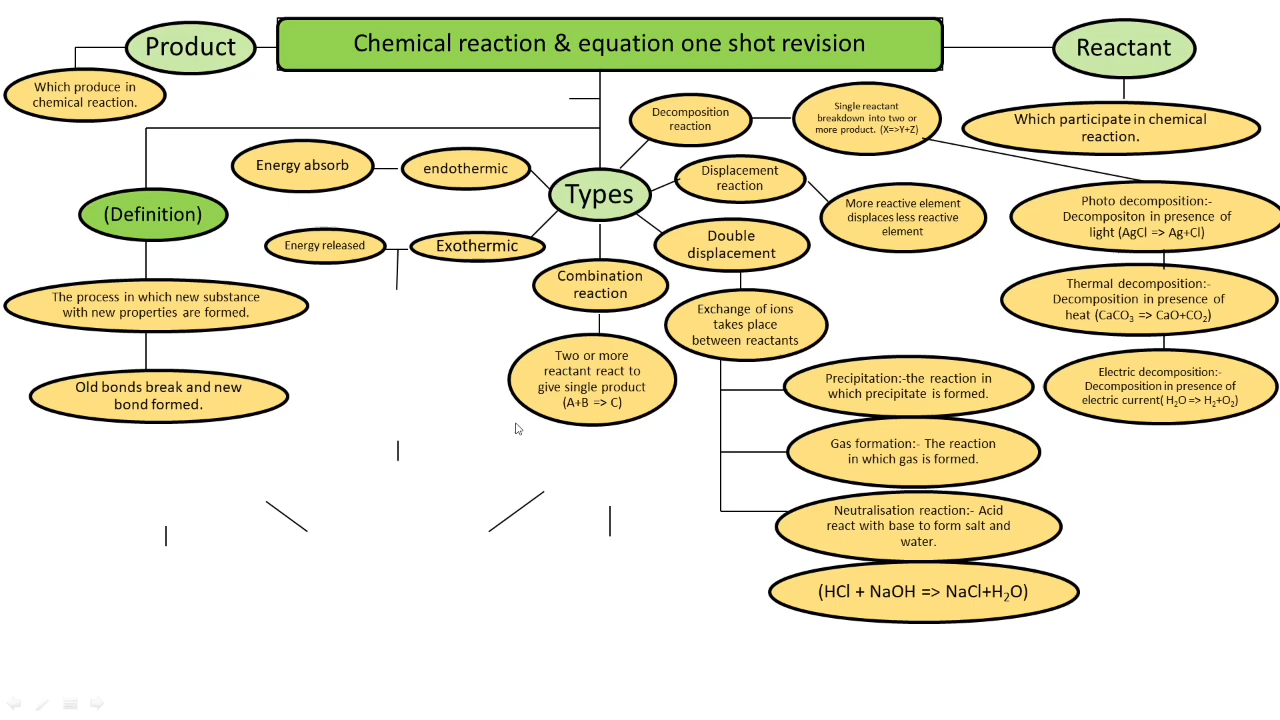 Product
Chemical reaction & equation one shot revision
Reactant
Which produce in
chemical reaction.
Which participate in chemical
reaction.
Decomposition
reaction
Single reactant
breakdown into two or
more product. (X=>Y+Z)
Energy absorb
endothermic
Types
Displacement
reaction
More reactive element
displaces less reactive
element
Photo decomposition:-
Decompositon in presence of
light (AgCl => Ag+Cl)
(Definition)
Energy released
Exothermic
Double
displacement
Combination
reaction
Thermal decomposition:-
Decomposition in presence of
heat (CaCO₃ => CaO+CO₂)
The process in which new substance
with new properties are formed.
Exchange of ions
takes place
between reactants
Two or more
reactant react to
give single product
(A+B => C)
Old bonds break and new
bond formed.
Electric decomposition:-
Decomposition in presence of
electric current( H₂O => H₂+O₂)
Precipitation:-the reaction in
which precipitate is formed.
Gas formation:- The reaction
in which gas is formed.
Neutralisation reaction:- Acid
react with base to form salt and
water.
(HCl + NaOH => NaCl+H₂O)